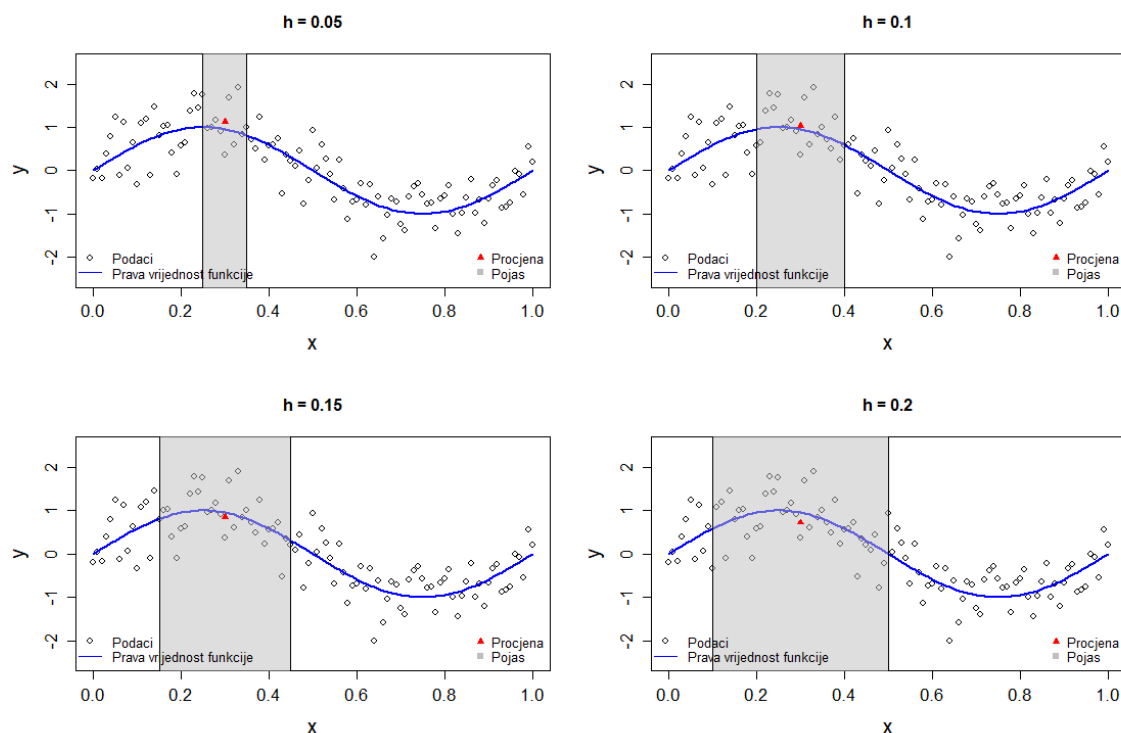 h = 0.05
y
2
1
0
-1
-2
Podaci
Prava vrijednost funkcije
Procjena
Pojas
0.0 0.2 0.4 0.6 0.8 1.0
x
h = 0.1
y
2
1
0
-1
-2
Podaci
Prava vrijednost funkcije
Procjena
Pojas
0.0 0.2 0.4 0.6 0.8 1.0
x
h = 0.15
y
2
1
0
-1
-2
Podaci
Prava vrijednost funkcije
Procjena
Pojas
0.0 0.2 0.4 0.6 0.8 1.0
x
h = 0.2
y
2
1
0
-1
-2
Podaci
Prava vrijednost funkcije
Procjena
Pojas
0.0 0.2 0.4 0.6 0.8 1.0
x